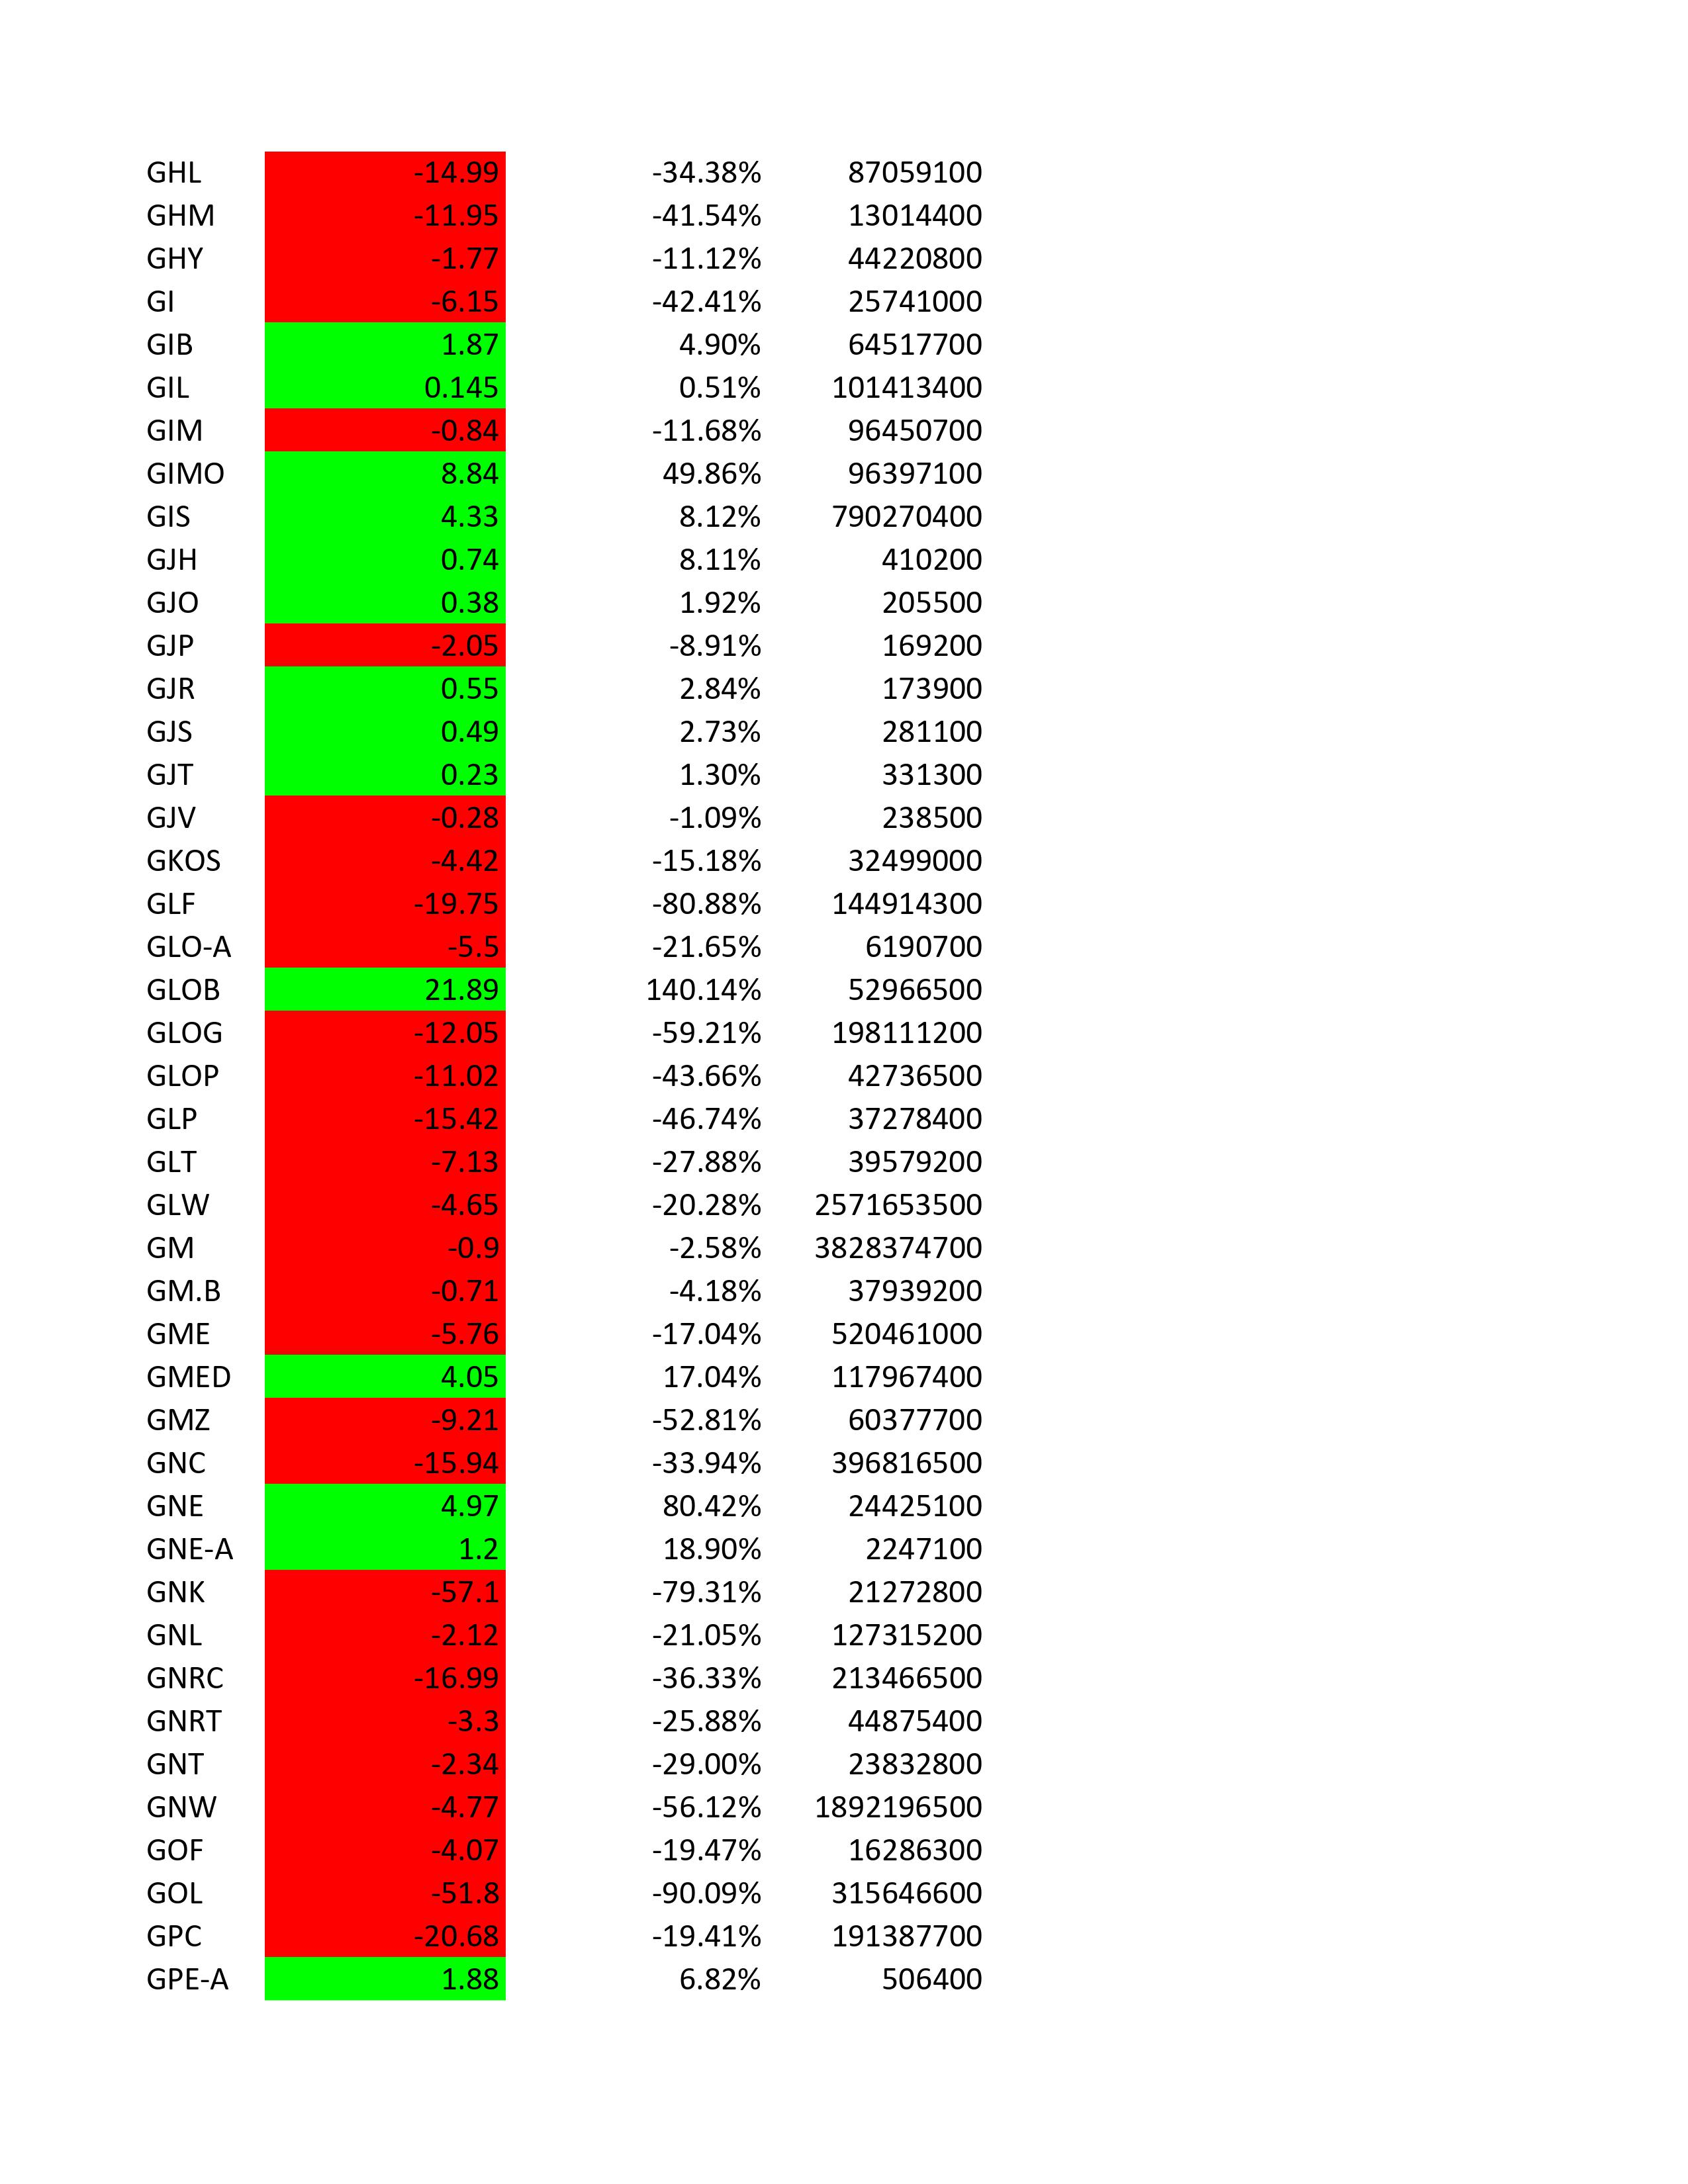 GHL -14.99 -34.38% 87059100
GHM -11.95 -41.54% 13014400
GHY -1.77 -11.12% 44220800
GI -6.15 -42.41% 25741000
GIB 1.87 4.90% 64517700
GIL 0.145 0.51% 101413400
GIM -0.84 -11.68% 96450700
GIMO 8.84 49.86% 96397100
GIS 4.33 8.12% 790270400
GJH 0.74 8.11% 410200
GJO 0.38 1.92% 205500
GJP -2.05 -8.91% 169200
GJR 0.55 2.84% 173900
GJS 0.49 2.73% 281100
GJT 0.23 1.30% 331300
GJV -0.28 -1.09% 238500
GKOS -4.42 -15.18% 32499000
GLF -19.75 -80.88% 144914300
GLO-A -5.5 -21.65% 6190700
GLOB 21.89 140.14% 52966500
GLOG -12.05 -59.21% 198111200
GLOP -11.02 -43.66% 42736500
GLP -15.42 -46.74% 37278400
GLT -7.13 -27.88% 39579200
GLW -4.65 -20.28% 2571653500
GM -0.9 -2.58% 3828374700
GM.B -0.71 -4.18% 37939200
GME -5.76 -17.04% 520461000
GMED 4.05 17.04% 117967400
GMZ -9.21 -52.81% 60377700
GNC -15.94 -33.94% 396816500
GNE 4.97 80.42% 24425100
GNE-A 1.2 18.90% 2247100
GNK -57.1 -79.31% 21272800
GNL -2.12 -21.05% 127315200
GNRC -16.99 -36.33% 213466500
GNRT -3.3 -25.88% 44875400
GNT -2.34 -29.00% 23832800
GNW -4.77 -56.12% 1892196500
GOF -4.07 -19.47% 16286300
GOL -51.8 -90.09% 315646600
GPC -20.68 -19.41% 191387700
GPE-A 1.88 6.82% 506400